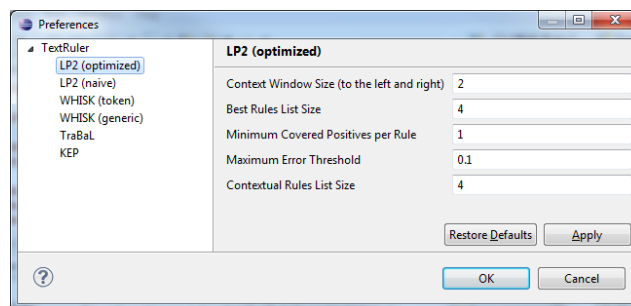 Preferences
TextRuler
LP2 (optimized)
LP2 (naive)
WHISK (token)
WHISK (generic)
TraBaL
KEP
LP2 (optimized)
Context Window Size (to the left and right) 2
Best Rules List Size 4
Minimum Covered Positives per Rule 1
Maximum Error Threshold 0.1
Contextual Rules List Size 4
Restore Defaults Apply
? OK Cancel